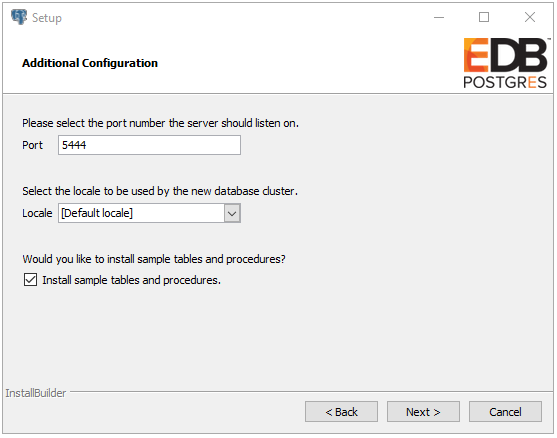 Setup
Additional Configuration
EDB™
POSTGRES
Please select the port number the server should listen on.
Port 5444
Select the locale to be used by the new database cluster.
Locale [Default locale]
Would you like to install sample tables and procedures?
Install sample tables and procedures.
InstallBuilder
< Back Next > Cancel